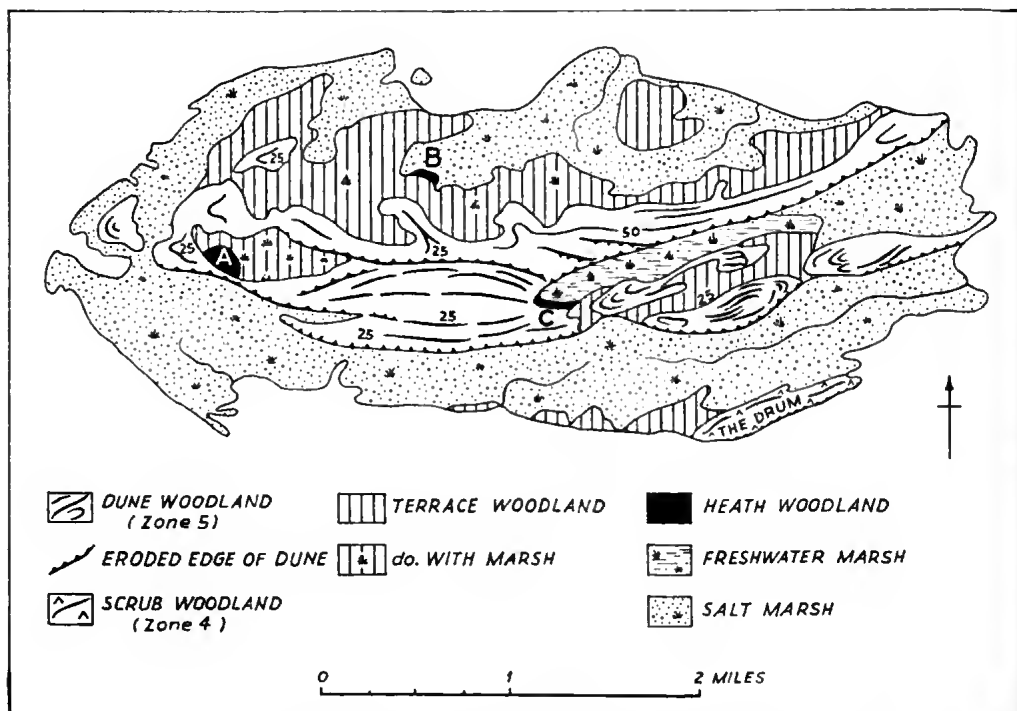 25
B
25
A
25
50
25
C
25
25
25
THE DRUM
DUNE WOODLAND
(Zone 5)
ERODED EDGE OF DUNE
SCRUB WOODLAND
(Zone 4)
TERRACE WOODLAND
do. WITH MARSH
HEATH WOODLAND
FRESHWATER MARSH
SALT MARSH
0 1 2 MILES